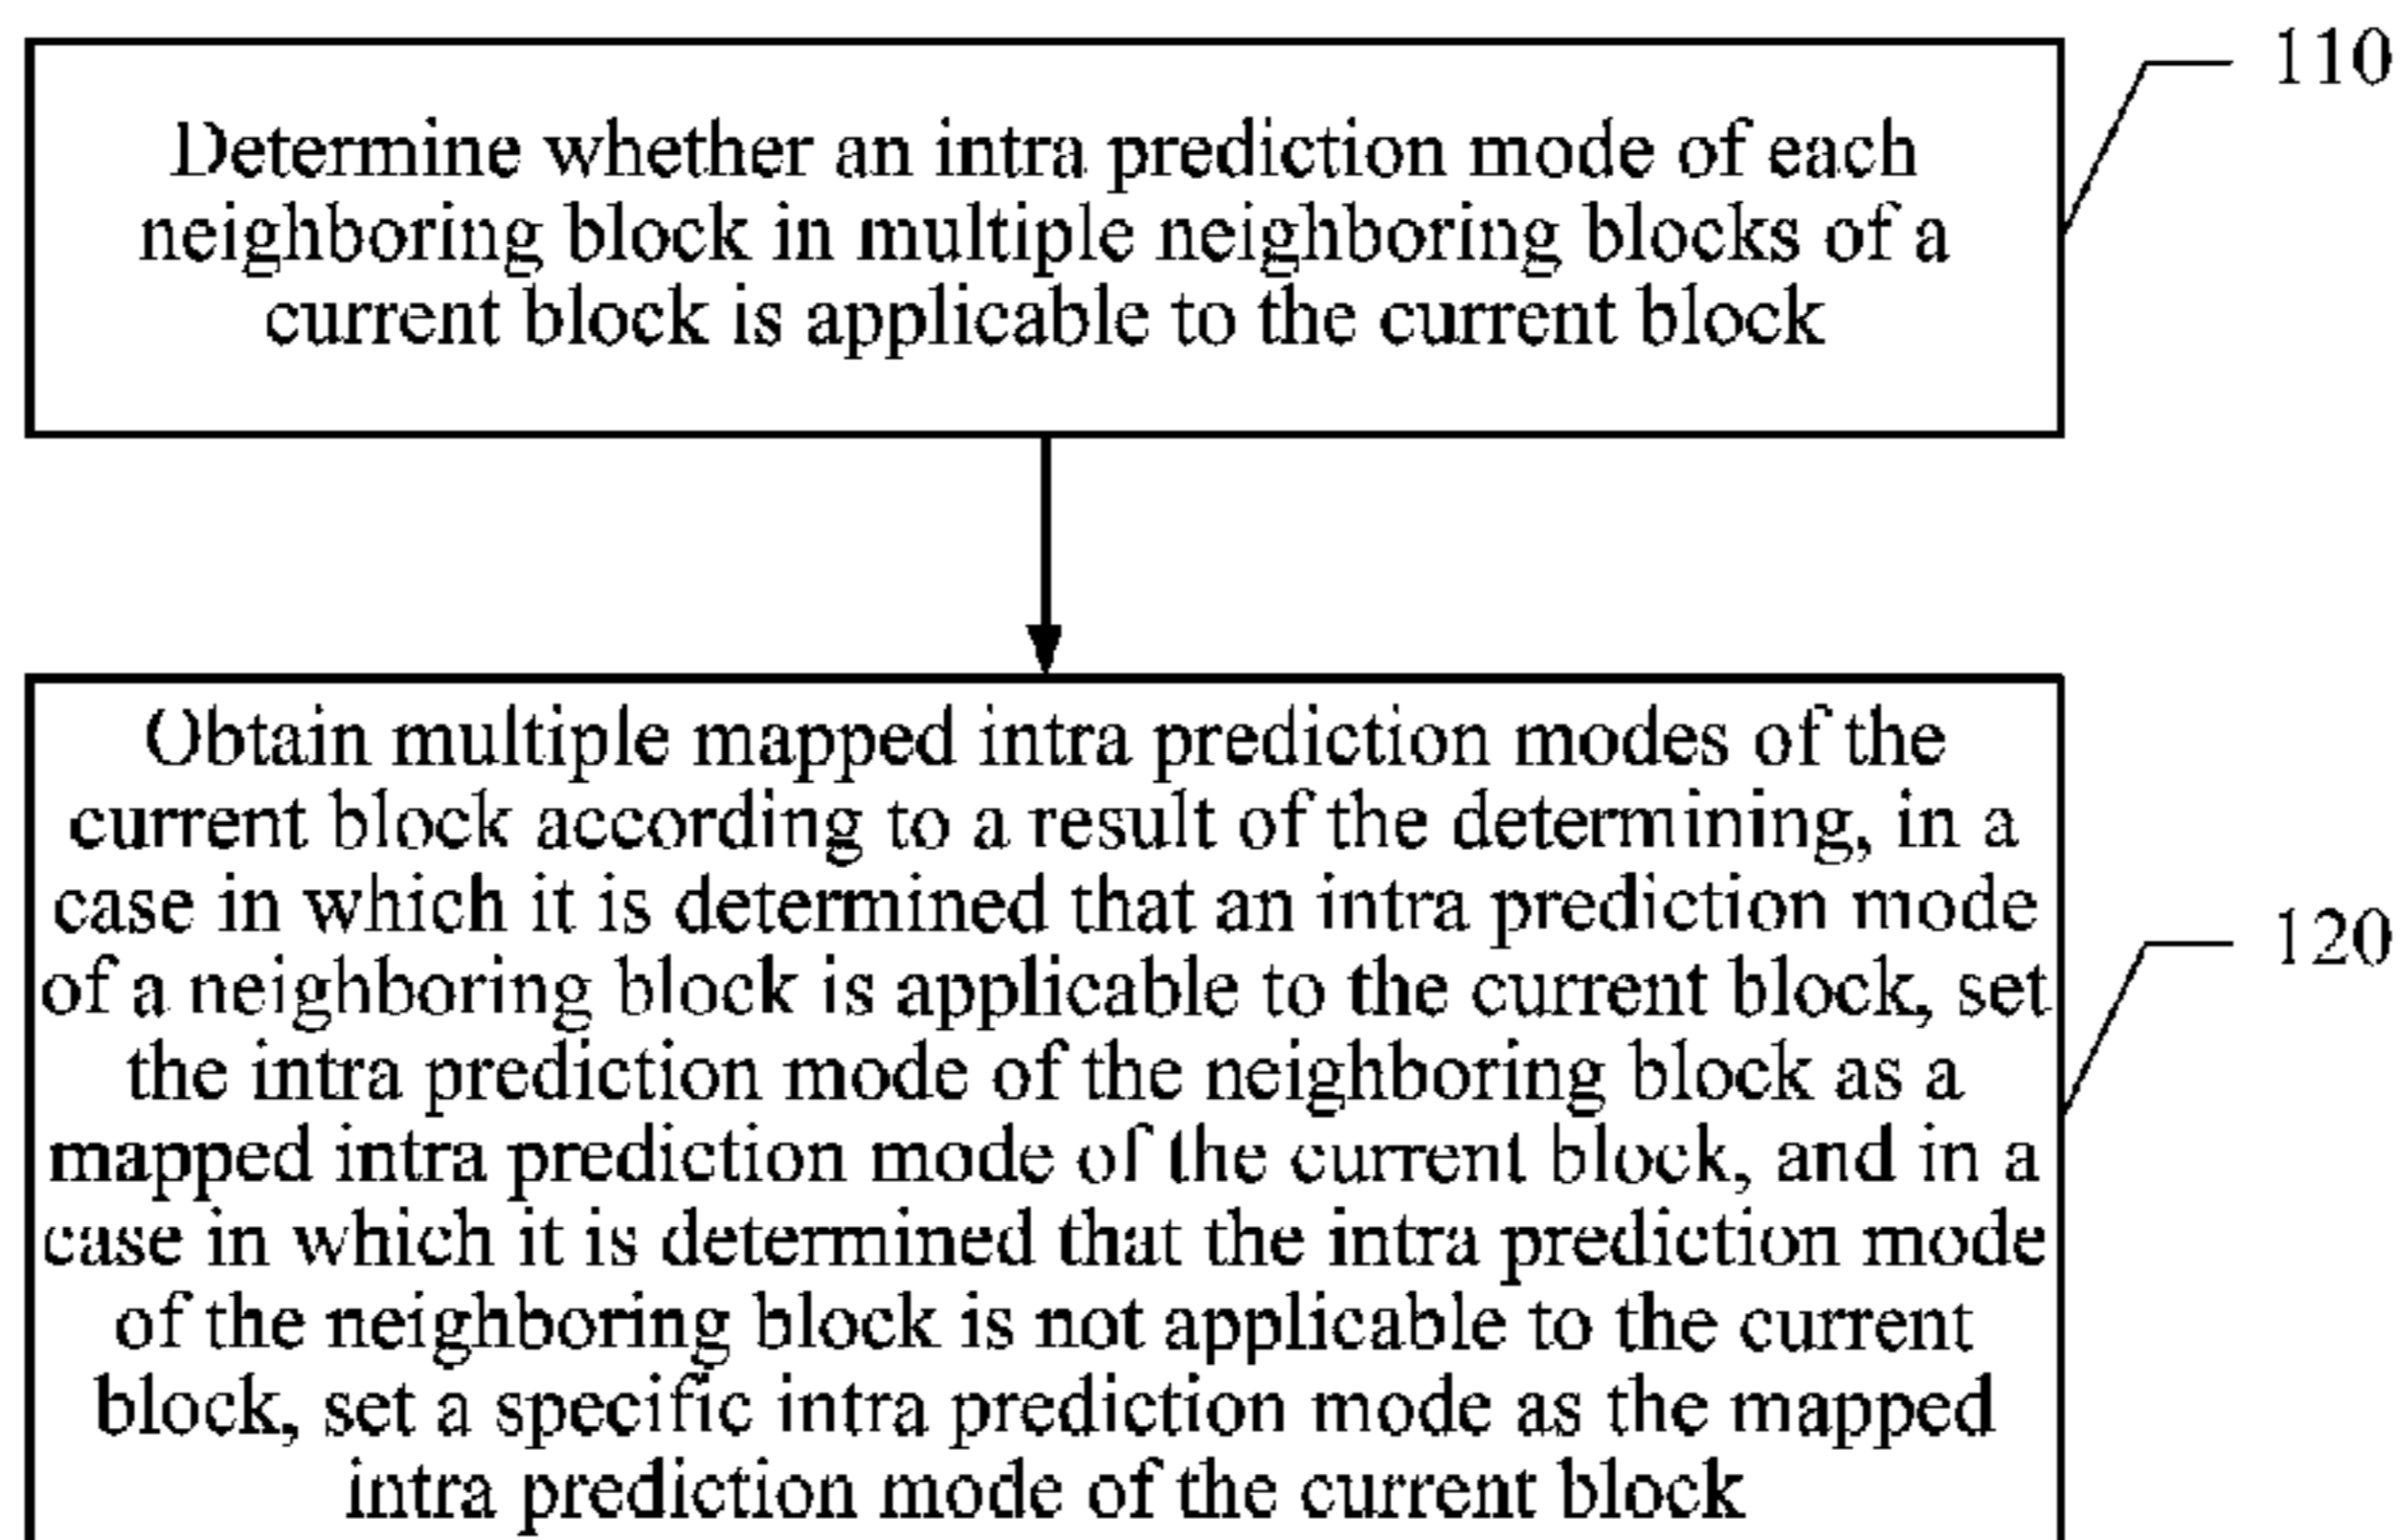 110
Determine whether an intra prediction mode of each
neighboring block in multiple neighboring blocks of a
current block is applicable to the current block
Obtain multiple mapped intra prediction modes of the
current block according to a result of the determining, in a
case in which it is determined that an intra prediction mode
of a neighboring block is applicable to the current block, set
the intra prediction mode of the neighboring block as a
mapped intra prediction mode of the current block, and in a
case in which it is determined that the intra prediction mode
of the neighboring block is not applicable to the current
block, set a specific intra prediction mode as the mapped
intra prediction mode of the current block
120